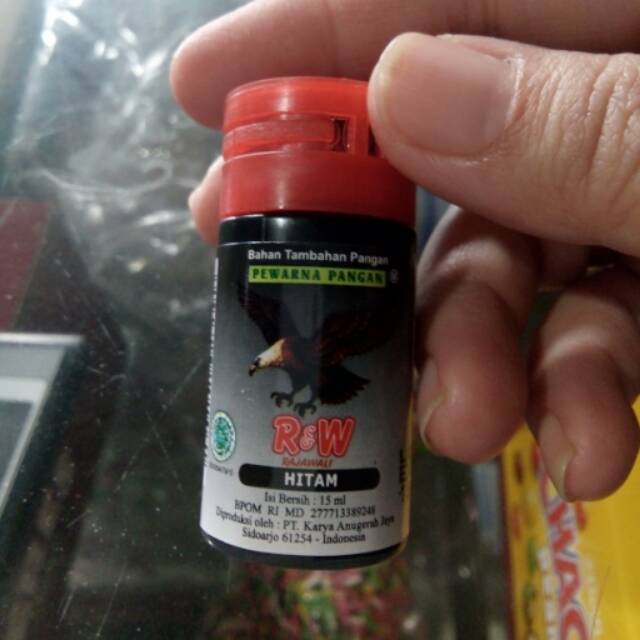 Bahan Tambahan Pangan
PEWARNA PANGAN
R&W
RAJAWALI
HITAM
Isi Bersih : 15 ml
BPOM RI MD 277713389248
Diproduksi oleh : PT. Karya Anugerah Jaya
Sidoarjo 61254 - Indonesia